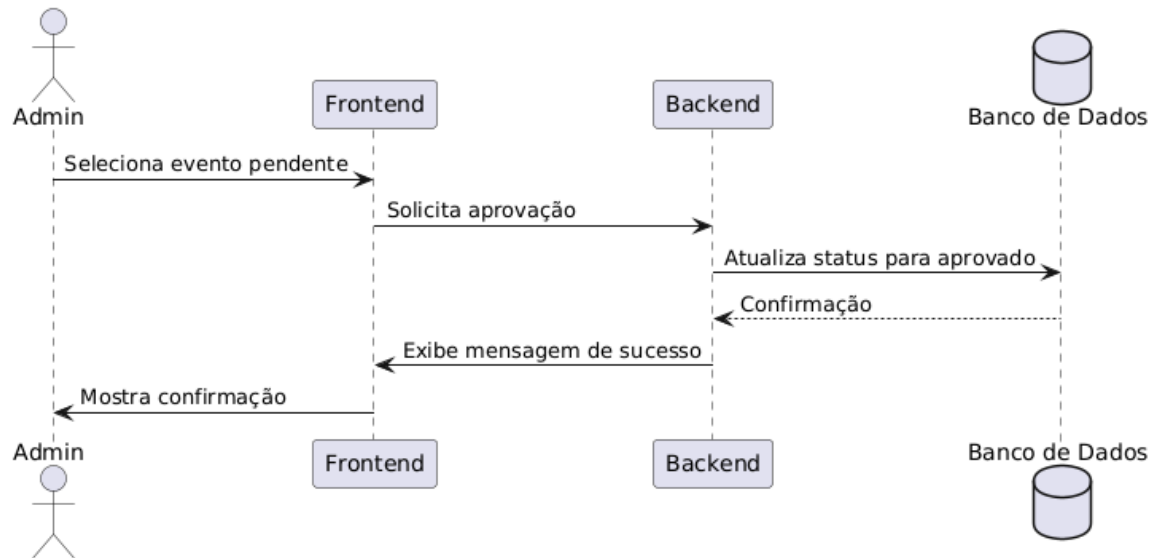 Admin
Frontend
Backend
Banco de Dados
Seleciona evento pendente
Solicita aprovação
Atualiza status para aprovado
Confirmação
Exibe mensagem de sucesso
Mostra confirmação
Admin
Frontend
Backend
Banco de Dados